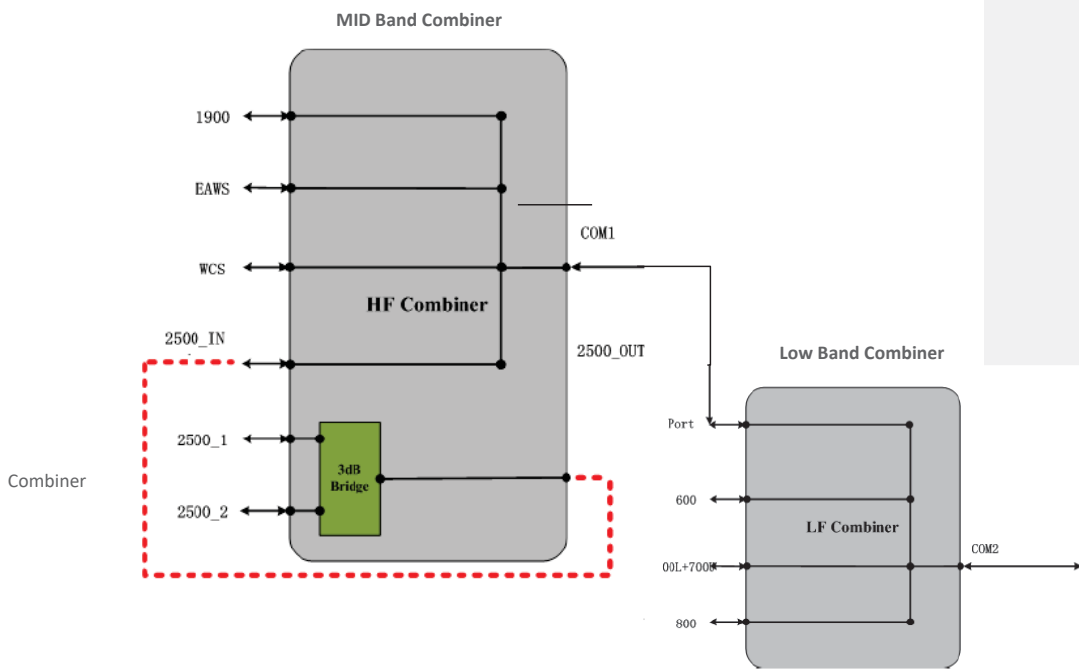 MID Band Combiner
1900
EAWS
COM1
WCS
HF Combiner
2500_IN
2500_OUT
Low Band Combiner
Port
2500_1
3dB
Bridge
Combiner
600
2500_2
LF Combiner
COM2
800